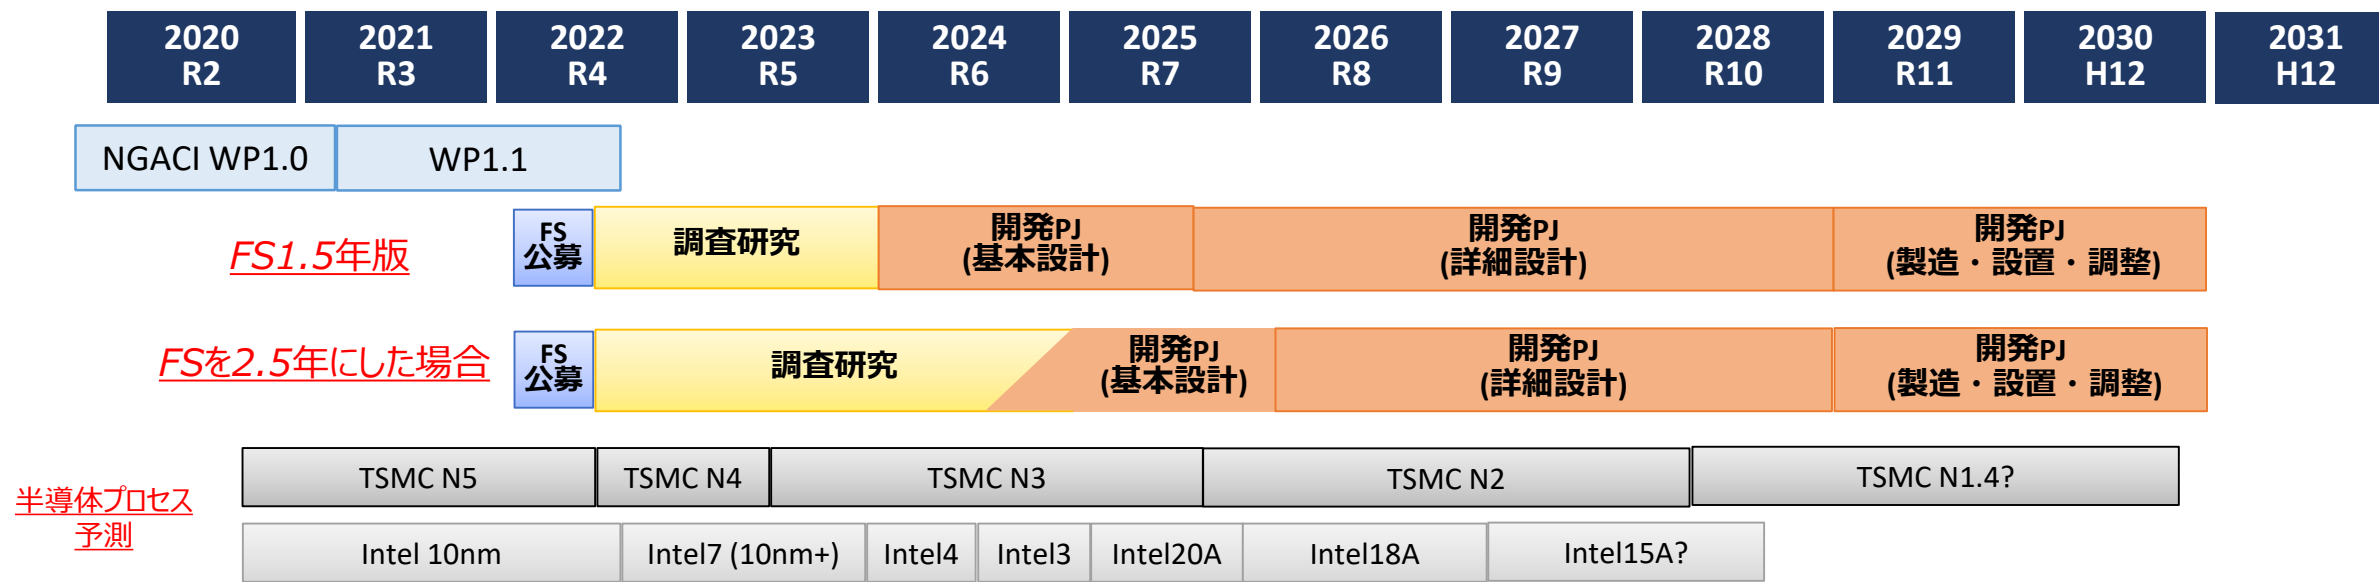 2020 2021 2022 2023 2024 2025 2026 2027 2028 2029 2030 2031
R2 R3 R4 R5 R6 R7 R8 R9 R10 R11 H12 H12
NGACI WP1.0 WP1.1
FS1.5年版
FS
公募
調査研究
開発PJ
(基本設計)
開発PJ
(詳細設計)
開発PJ
(製造・設置・調整)
FSを2.5年にした場合
FS
公募
調査研究
開発PJ
(基本設計)
開発PJ
(詳細設計)
開発PJ
(製造・設置・調整)
半導体プロセス
予測
TSMC N5 TSMC N4 TSMC N3 TSMC N2 TSMC N1.4?
Intel 10nm Intel7 (10nm+) Intel4 Intel3 Intel20A Intel18A Intel15A?